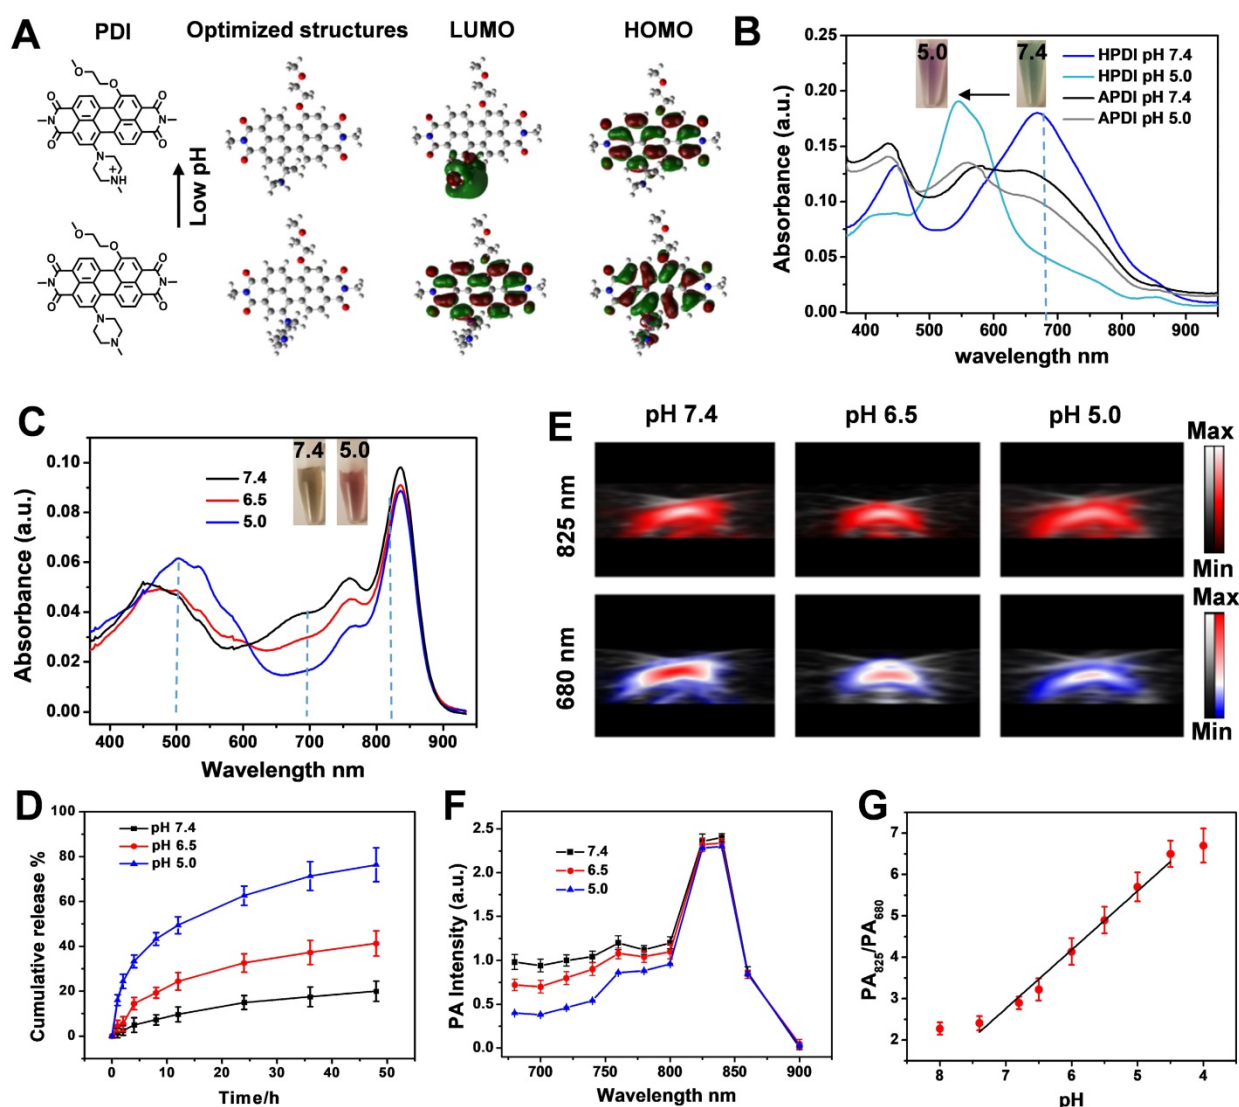 A
PDI
Optimized structures
LUMO
HOMO
O
O
O
O
N
N
O
O
N
+
NH
Low pH
O
O
O
O
N
N
O
O
N
N
B
Absorbance (a.u.)
0.25
0.20
0.15
0.10
0.05
0.00
5.0
7.4
HPDI pH 7.4
HPDI pH 5.0
APDI pH 7.4
APDI pH 5.0
400 500 600 700 800 900
wavelength nm
C
Absorbance (a.u.)
0.10
0.08
0.06
0.04
0.02
0.00
7.4
6.5
5.0
7.4 5.0
400 500 600 700 800 900
Wavelength nm
E
pH 7.4
pH 6.5
pH 5.0
825 nm
680 nm
Max
Min
Max
Min
D
Cumulative release %
100
80
60
40
20
0
pH 7.4
pH 6.5
pH 5.0
0 10 20 30 40 50
Time/h
F
PA Intensity (a.u.)
2.5
2.0
1.5
1.0
0.5
0.0
7.4
6.5
5.0
700 750 800 850 900
Wavelength nm
G
PA825/PA680
7
6
5
4
3
2
8 7 6 5 4
pH